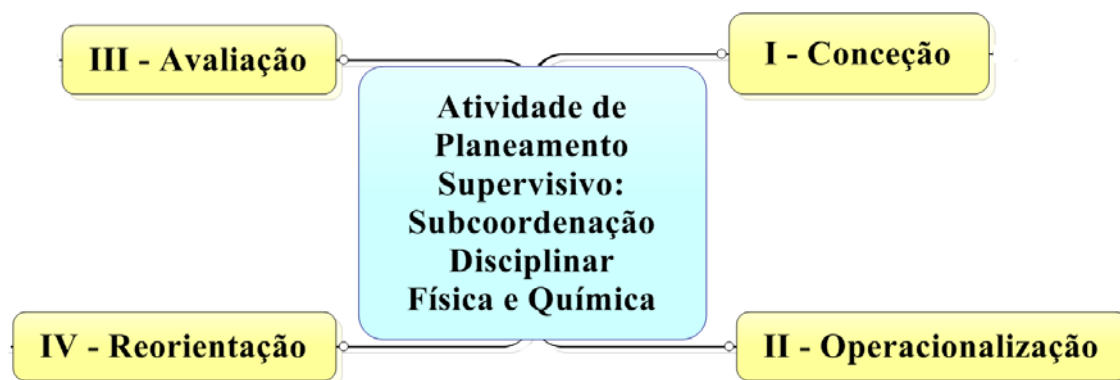 III - Avaliação
I - Conceção
Atividade de
Planeamento
Supervisivo:
Subcoordenação
Disciplinar
Física e Química
IV - Reorientação
II - Operacionalização